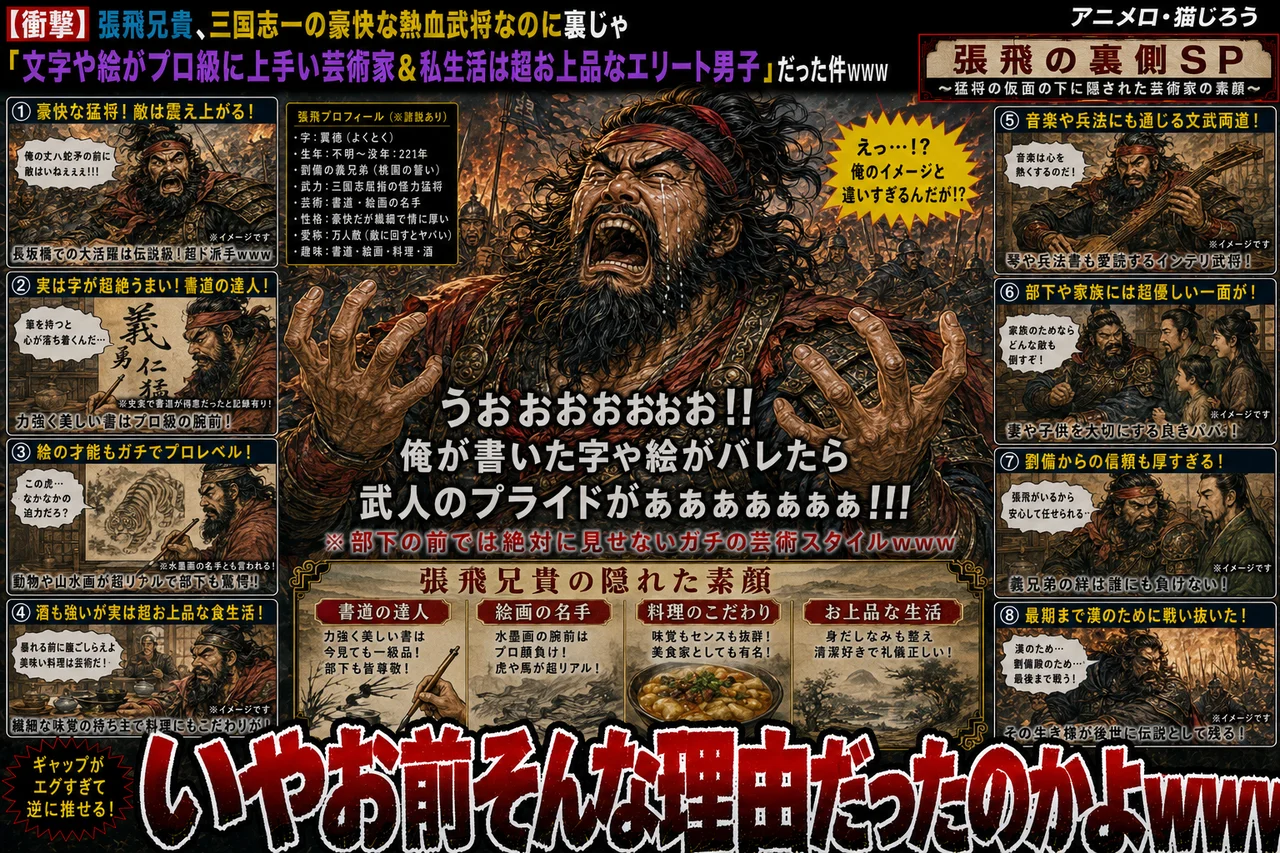 【衝撃】張飛兄貴、三国志一の豪快な熱血武将なのに裏じゃ
「文字や絵がプロ級に上手い芸術家&私生活は超お上品なエリート男子」だった件www
アニメロ・猫じろう
張飛の裏側SP
～猛将の仮面の下に隠された芸術家の素顔～
① 豪快な猛将！敵は震え上がる！
俺の丈八蛇矛の前に
敵はいねぇぇぇ!!!
※イメージです
長坂橋での大活躍は伝説級！超ド派手www
② 実は字が超絶うまい！書道の達人！
筆を持つと
心が落ち着くんだ…
義
勇
仁
猛
※史実で書道が得意だったと記録有り！
力強く美しい書はプロ級の腕前！
③ 絵の才能もガチでプロレベル！
この虎…
なかなかの
迫力だろ？
※水墨画の名手とも言われる！
動物や山水画が超リアルで部下も驚愕!!
④ 酒も強いが実は超お上品な食生活！
暴れる前に腹ごしらえよ
美味い料理は芸術だ！
※イメージです
繊細な味覚の持ち主で料理にもこだわりが！
張飛プロフィール（※諸説あり）
・字：翼徳（よくとく）
・生年：不明～没年：221年
・劉備の義兄弟（桃園の誓い）
・武力：三国志屈指の怪力猛将
・芸術：書道・絵画の名手
・性格：豪快だが繊細で情に厚い
・愛称：万人敵（敵に回すとヤバい）
・趣味：書道・絵画・料理・酒
えっ…！？
俺のイメージと
違いすぎるんだが!?
うおぉぉぉぉぉぉお!!
俺が書いた字や絵がバレたら
武人のプライドがぁぁぁぁぁぁぁ!!!
※部下の前では絶対に見せないガチの芸術スタイルwww
張飛兄貴の隠れた素顔
書道の達人
力強く美しい書は
今見ても一級品！
部下も皆尊敬！
絵画の名手
水墨画の腕前は
プロ顔負け！
虎や馬が超リアル！
料理のこだわり
味覚もセンスも抜群！
美食家としても有名！
お上品な生活
身だしなみも整え
清潔好きで礼儀正しい！
⑤ 音楽や兵法にも通じる文武両道！
音楽は心を
熱くするのだ！
※イメージです
琴や兵法書も愛読するインテリ武将！
⑥ 部下や家族には超優しい一面が！
家族のためなら
どんな敵も
倒すぞ！
※イメージです
妻や子供を大切にする良きパパ！
⑦ 劉備からの信頼も厚すぎる！
張飛がいるから
安心して任せられる…
※イメージです
義兄弟の絆は誰にも負けない！
⑧ 最期まで漢のために戦い抜いた！
漢のため…
劉備殿のため…
最後まで戦う！
※イメージです
その生き様が後世に伝説として残る！
ギャップが
エグすぎて
逆に推せる！
いやお前そんな理由だったのかよwww